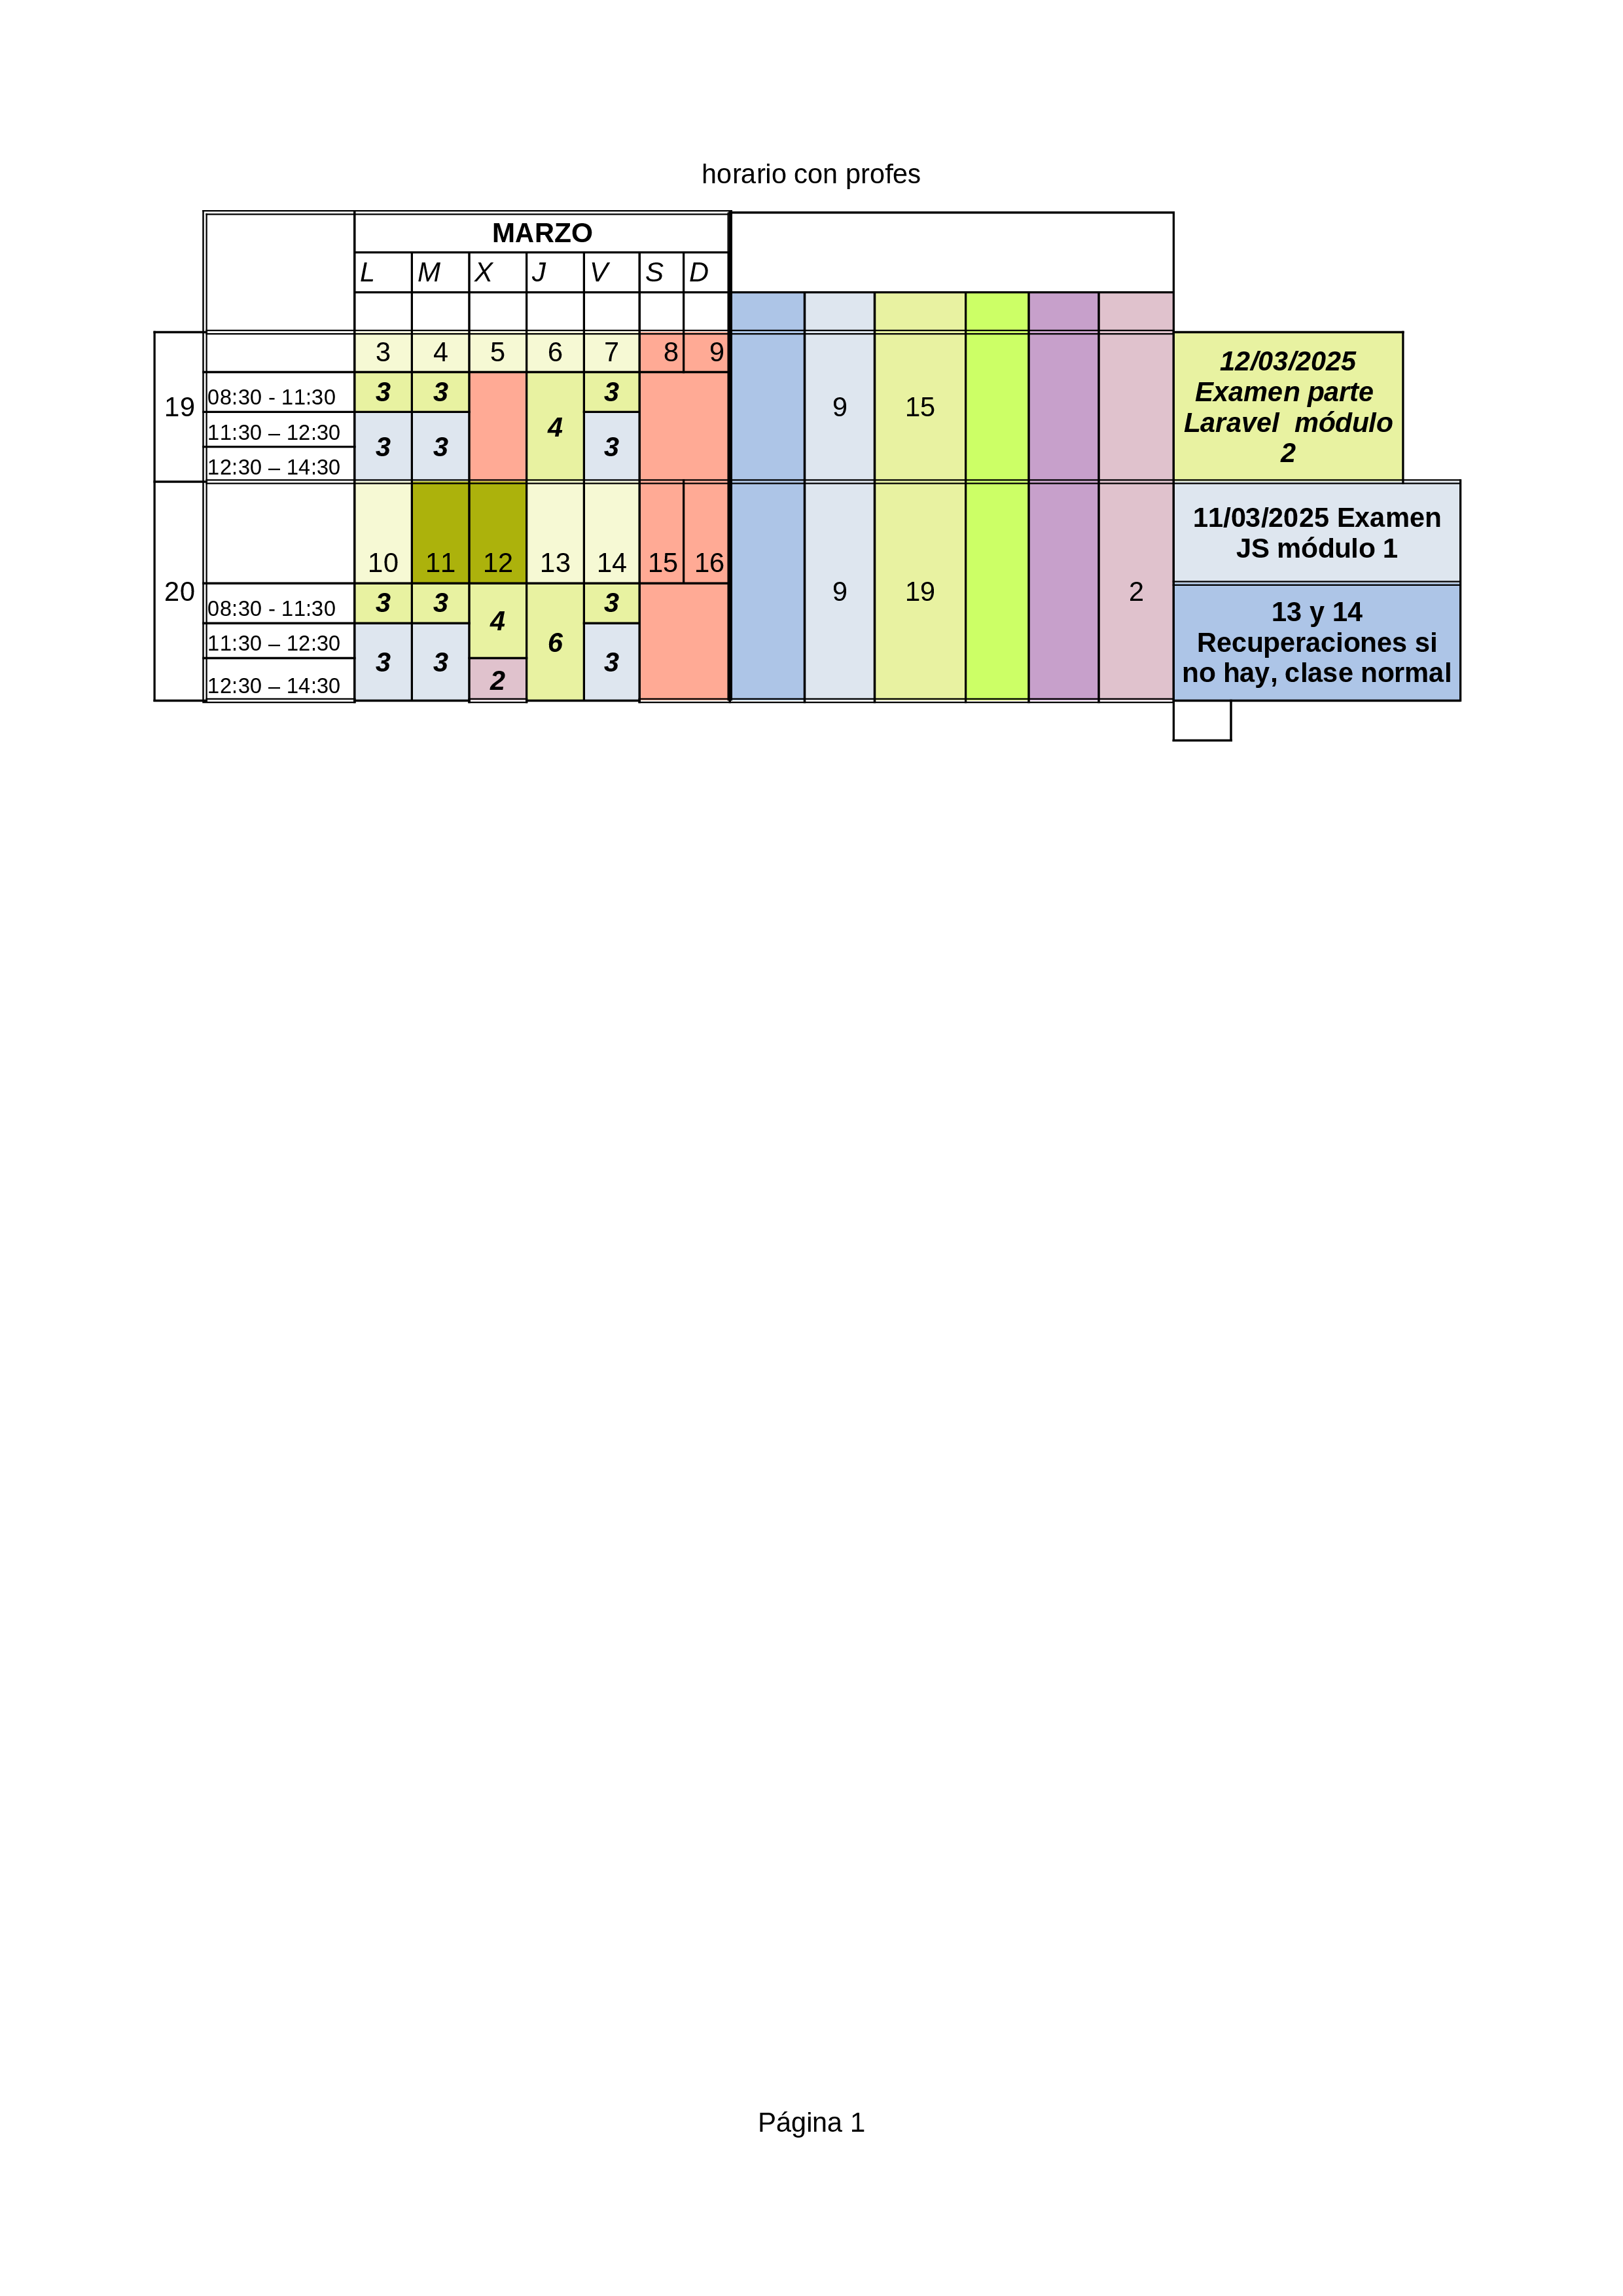 horario con profes
MARZO
L M X J V S D
3 4 5 6 7 8 9
12/03/2025
Examen parte
Laravel  módulo
2
19
08:30 - 11:30 3 3 3
11:30 – 12:30 3 3 4 3
12:30 – 14:30
9 15
10 11 12 13 14 15 16
11/03/2025 Examen
JS módulo 1
20
08:30 - 11:30 3 3 4 3
11:30 – 12:30 3 3 6 3
12:30 – 14:30 2
9 19 2
13 y 14
Recuperaciones si
no hay, clase normal
Página 1